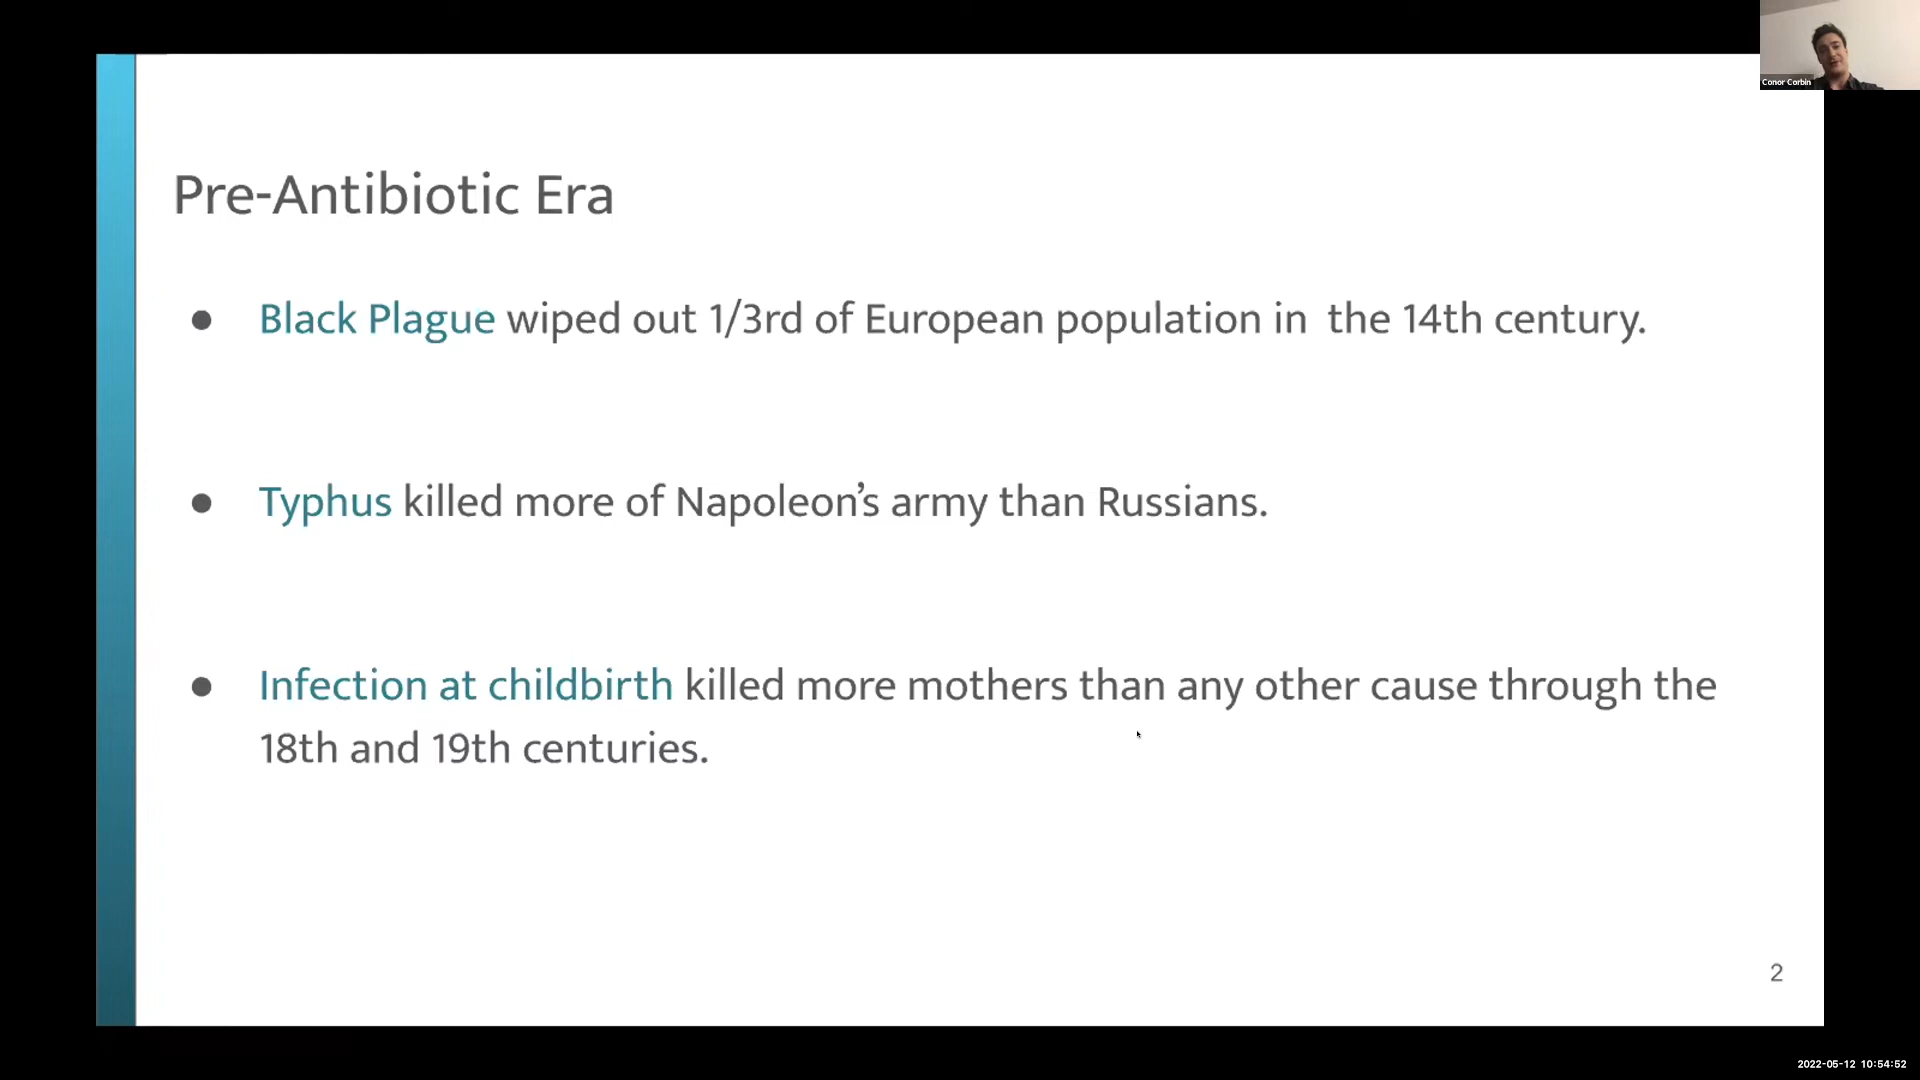 Conor Corbin
Pre-Antibiotic Era
● Black Plague wiped out 1/3rd of European population in  the 14th century.
● Typhus killed more of Napoleon’s army than Russians.
● Infection at childbirth killed more mothers than any other cause through the
18th and 19th centuries.
2
2022-05-12 10:54:52